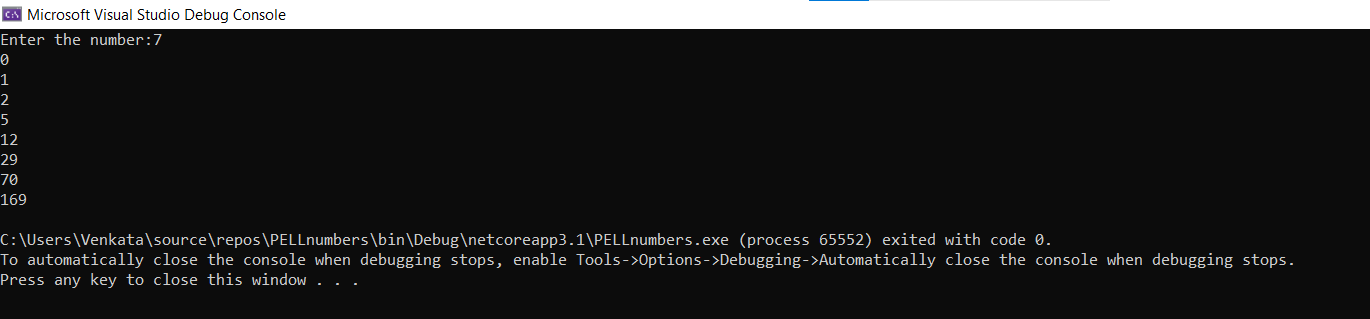 Microsoft Visual Studio Debug Console
Enter the number:7
0
1
2
5
12
29
70
169
C:\Users\Venkata\source\repos\PELLnumbers\bin\Debug\netcoreapp3.1\PELLnumbers.exe (process 65552) exited with code 0.
To automatically close the console when debugging stops, enable Tools->Options->Debugging->Automatically close the console when debugging stops.
Press any key to close this window . . .